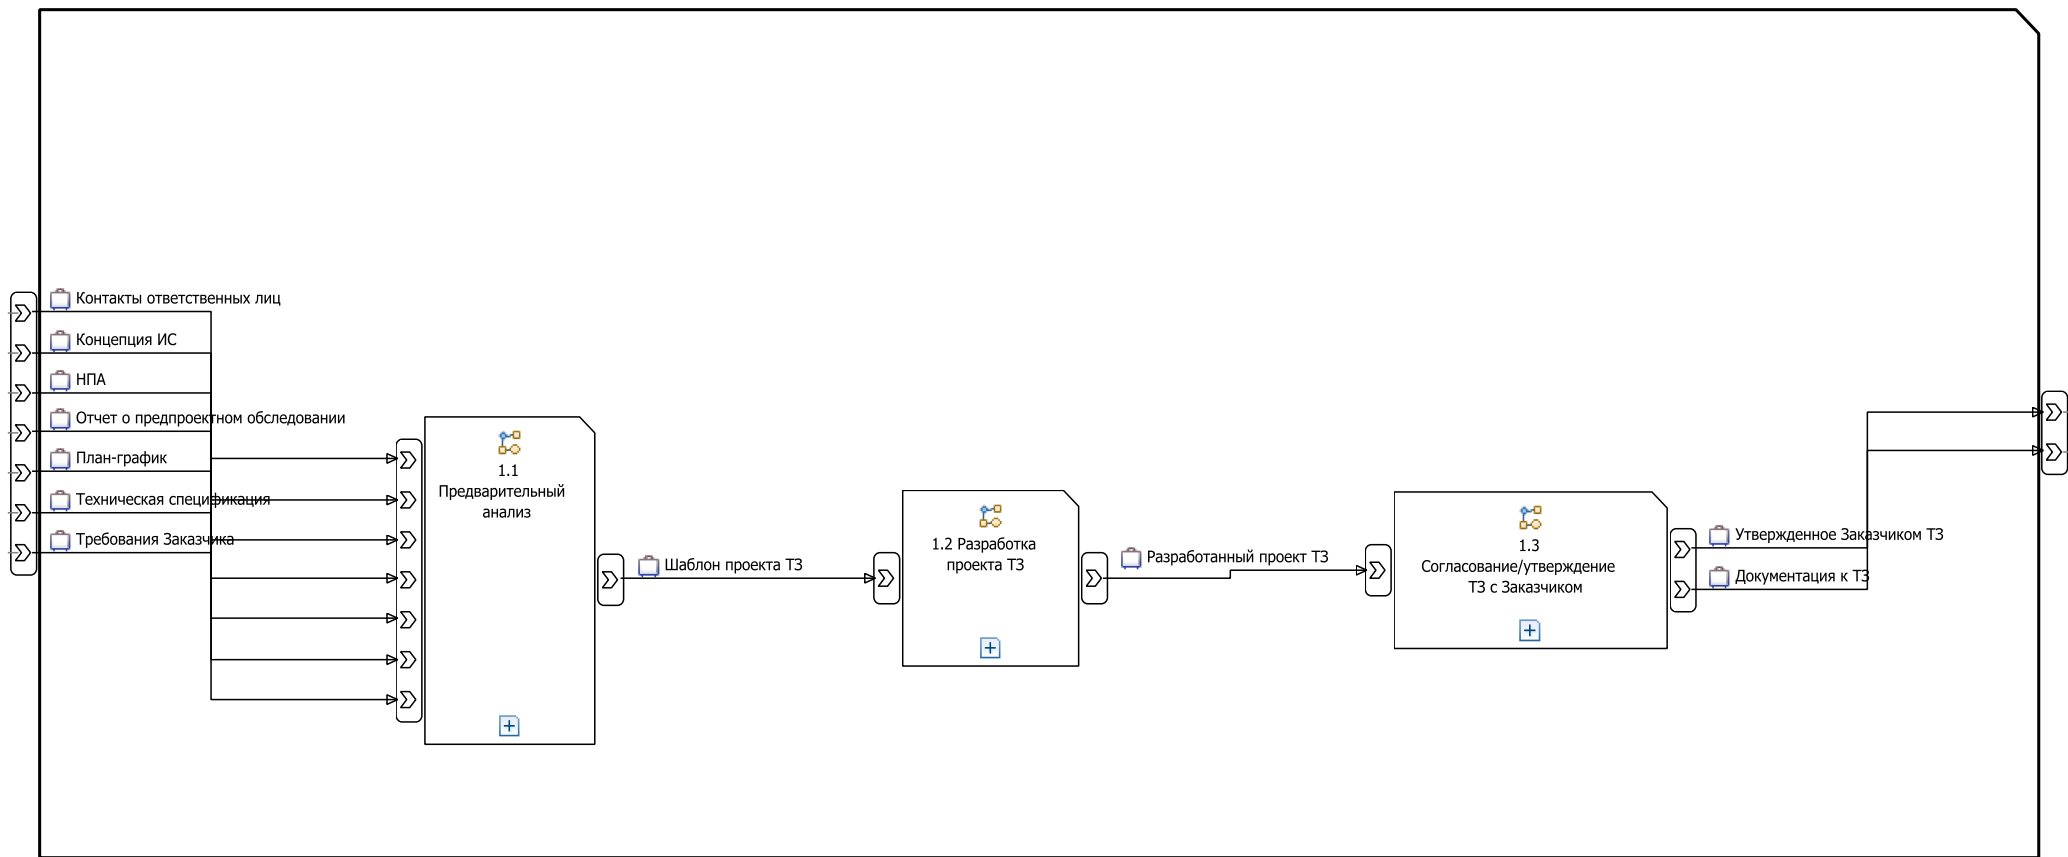 Контакты ответственных лиц
Концепция ИС
НПА
Отчет о предпроектном обследовании
План-график
Техническая спецификация
Требования Заказчика
1.1
Предварительный
анализ
Шаблон проекта ТЗ
1.2 Разработка
проекта ТЗ
Разработанный проект ТЗ
1.3
Согласование/утверждение
ТЗ с Заказчиком
Утвержденное Заказчиком ТЗ
Документация к ТЗ